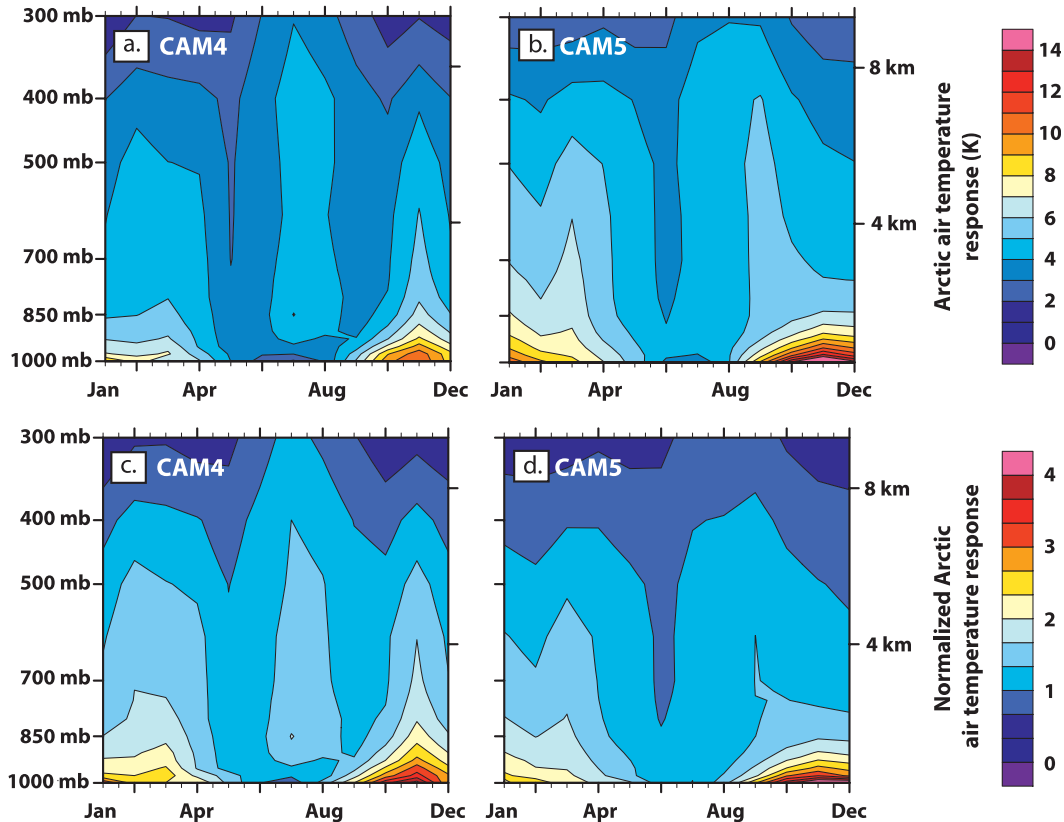 300 mb
400 mb
500 mb
700 mb
850 mb
1000 mb
a. CAM4
Jan Apr Aug Dec
b. CAM5
8 km
4 km
Jan Apr Aug Dec
Arctic air temperature
response (K)
14
12
10
8
6
4
2
0
300 mb
400 mb
500 mb
700 mb
850 mb
1000 mb
c. CAM4
Jan Apr Aug Dec
d. CAM5
8 km
4 km
Jan Apr Aug Dec
Normalized Arctic
air temperature response
4
3
2
1
0